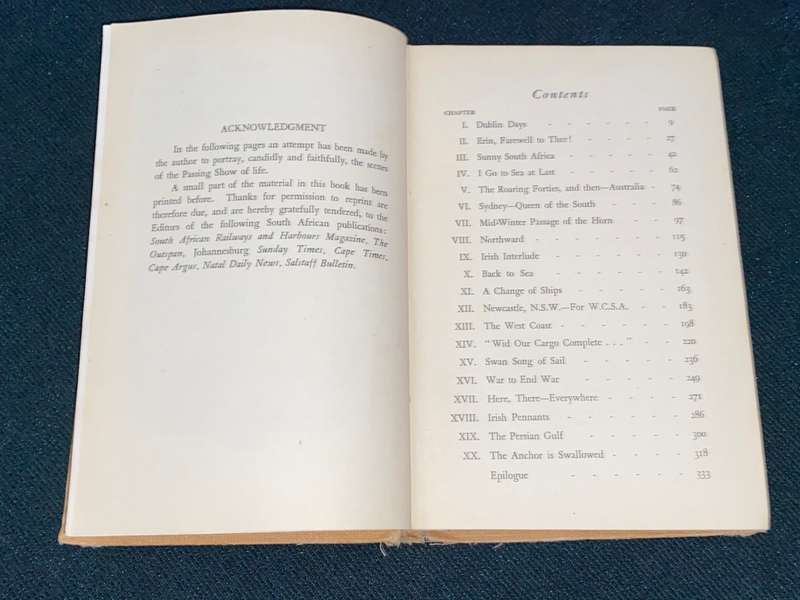 ACKNOWLEDGMENT
In the following pages an attempt has been made by
the author to portray, candidly and faithfully, the scenes
of the Passing Show of life.
A small part of the material in this book has been
printed before. Thanks for permission to reprint are
therefore due, and are hereby gratefully tendered, to the
Editors of the following South African publications:
South African Railways and Harbours Magazine, The
Outspan, Johannesburg Sunday Times, Cape Times,
Cape Argus, Natal Daily News, Salstaff Bulletin.
Contents
CHAPTER PAGE
I. Dublin Days - - - - - - 9
II. Erin, Farewell to Thee! - - - - 27
III. Sunny South Africa - - - - - 42
IV. I Go to Sea at Last - - - - - 62
V. The Roaring Forties, and then—Australia - 74
VI. Sydney—Queen of the South - - - 86
VII. Mid-Winter Passage of the Horn - - 97
VIII. Northward - - - - - - 115
IX. Irish Interlude - - - - - 131
X. Back to Sea - - - - - - 142
XI. A Change of Ships - - - - - 163
XII. Newcastle, N.S.W.—For W.C.S.A. - - 183
XIII. The West Coast - - - - - - 198
XIV. "Wid Our Cargo Complete . . ." - - 220
XV. Swan Song of Sail - - - - - 236
XVI. War to End War - - - - - 249
XVII. Here, There—Everywhere - - - - 271
XVIII. Irish Pennants - - - - - - 286
XIX. The Persian Gulf - - - - - 300
XX. The Anchor is Swallowed - - - - 318
Epilogue - - - - - 333